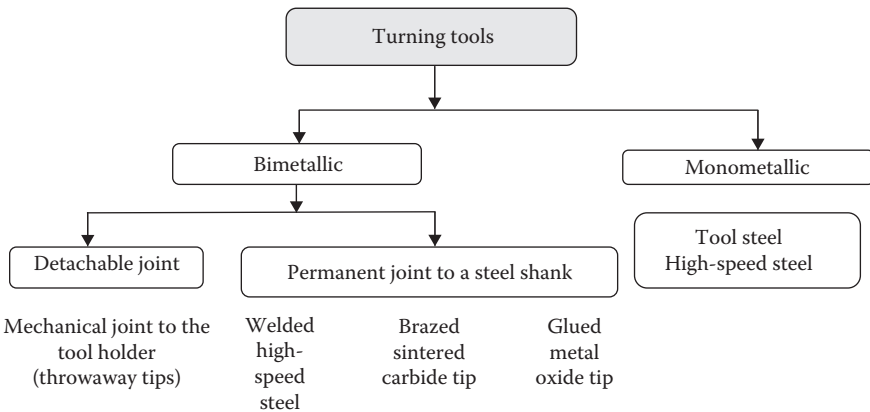 Turning tools
Bimetallic
Monometallic
Detachable joint
Permanent joint to a steel shank
Tool steel
High-speed steel
Mechanical joint to the
tool holder
(throwaway tips)
Welded
high-
speed
steel
Brazed
sintered
carbide tip
Glued
metal
oxide tip